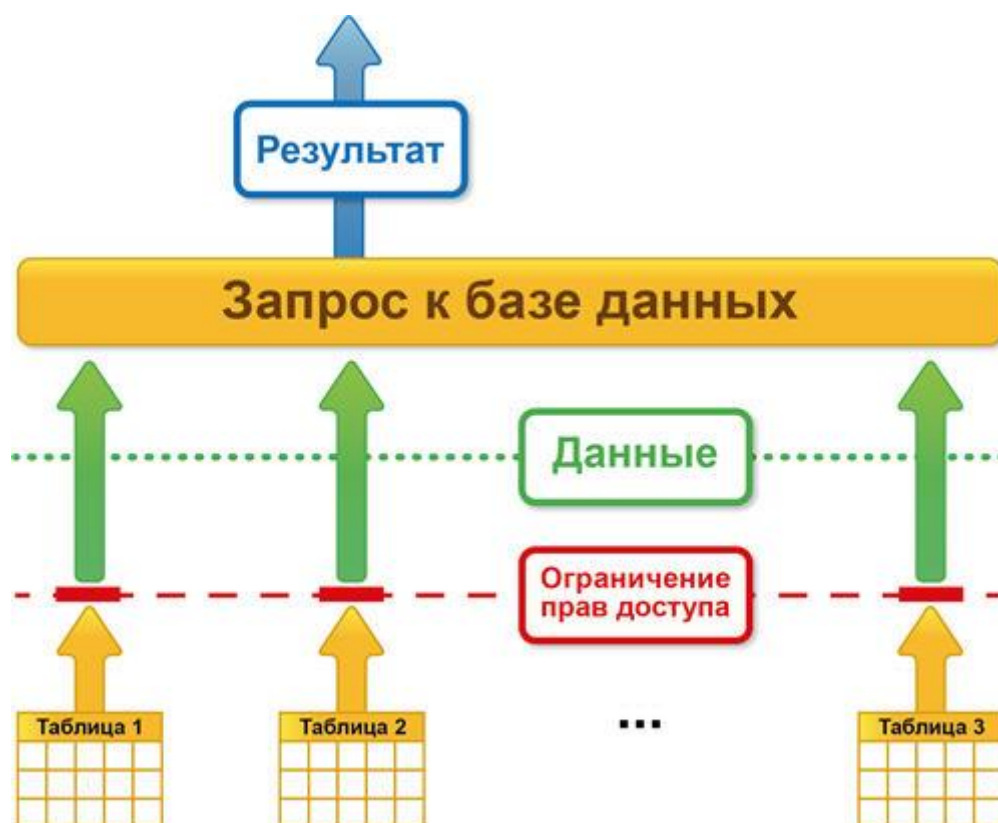 Результат
Запрос к базе данных
Данные
Ограничение
прав доступа
Таблица 1
Таблица 2
...
Таблица 3